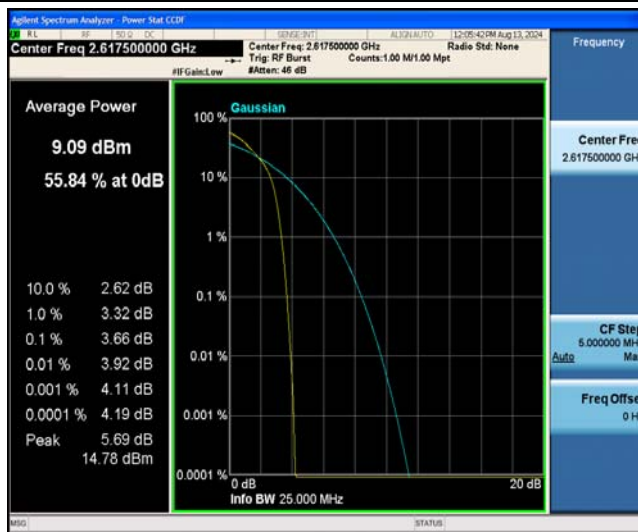 Agilent Spectrum Analyzer - Power Stat CCDF
RL RF 50 Ω DC SENSE:INT ALIGN AUTO 12:05:42 PM Aug 13, 2024
Center Freq 2.617500000 GHz
Center Freq: 2.617500000 GHz
Radio Std: None
Trig: RF Burst
Counts:1.00 M/1.00 Mpt
#IFGain:Low
#Atten: 46 dB
Frequency
Average Power
9.09 dBm
55.84 % at 0dB
10.0 % 2.62 dB
1.0 % 3.32 dB
0.1 % 3.66 dB
0.01 % 3.92 dB
0.001 % 4.11 dB
0.0001 % 4.19 dB
Peak 5.69 dB
14.78 dBm
Gaussian
100 %
10 %
1 %
0.1 %
0.01 %
0.001 %
0.0001 %
0 dB
20 dB
Info BW 25.000 MHz
Center Fre
2.617500000 GH
CF Ste
5.000000 MH
Auto Ma
Freq Offse
0 H
MSG
STATUS